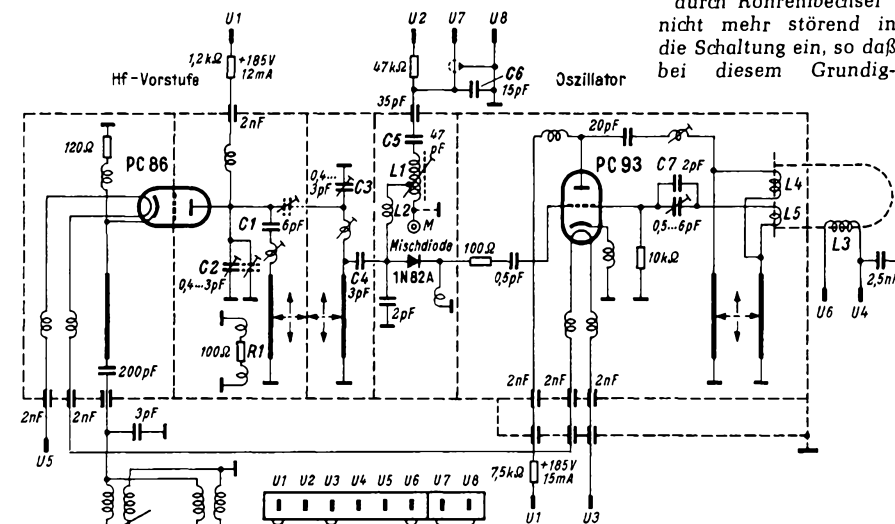 durch Röhrenwechsel
nicht mehr störend in
die Schaltung ein, so daß
bei diesem Grundig-
U1
U2
U7
U8
1,2kΩ
+185V
12mA
47kΩ
C6
15pF
Hf-Vorstufe
Oszillator
35pF
2nF
120Ω
PC 86
C5
47
pF
20pF
PC 93
C7 2pF
0,4...
3pF
C3
L1
L2
M
L4
L5
L3
C1
6pF
0,5...6pF
Mischdiode
1N82A
100Ω
C2
0,4...3pF
C4
3pF
0,5pF
10kΩ
2,5nF
2pF
U6
U4
100Ω
R1
200pF
2nF
2nF
2nF
2nF
2nF
3pF
U5
7,5kΩ
+185V
15mA
U1
U3
U1 U2 U3 U4 U5 U6 U7 U8